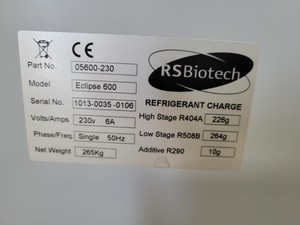 CE
RSBiotech
Part No. 05600-230
Model Eclipse 600
Serial No. 1013-0035 -0106
Volts/Amps 230v 6A
Phase/Freq. Single 50Hz
Net Weight 265Kg
REFRIGERANT CHARGE
High Stage R404A 226g
Low Stage R508B 264g
Additive R290 10g